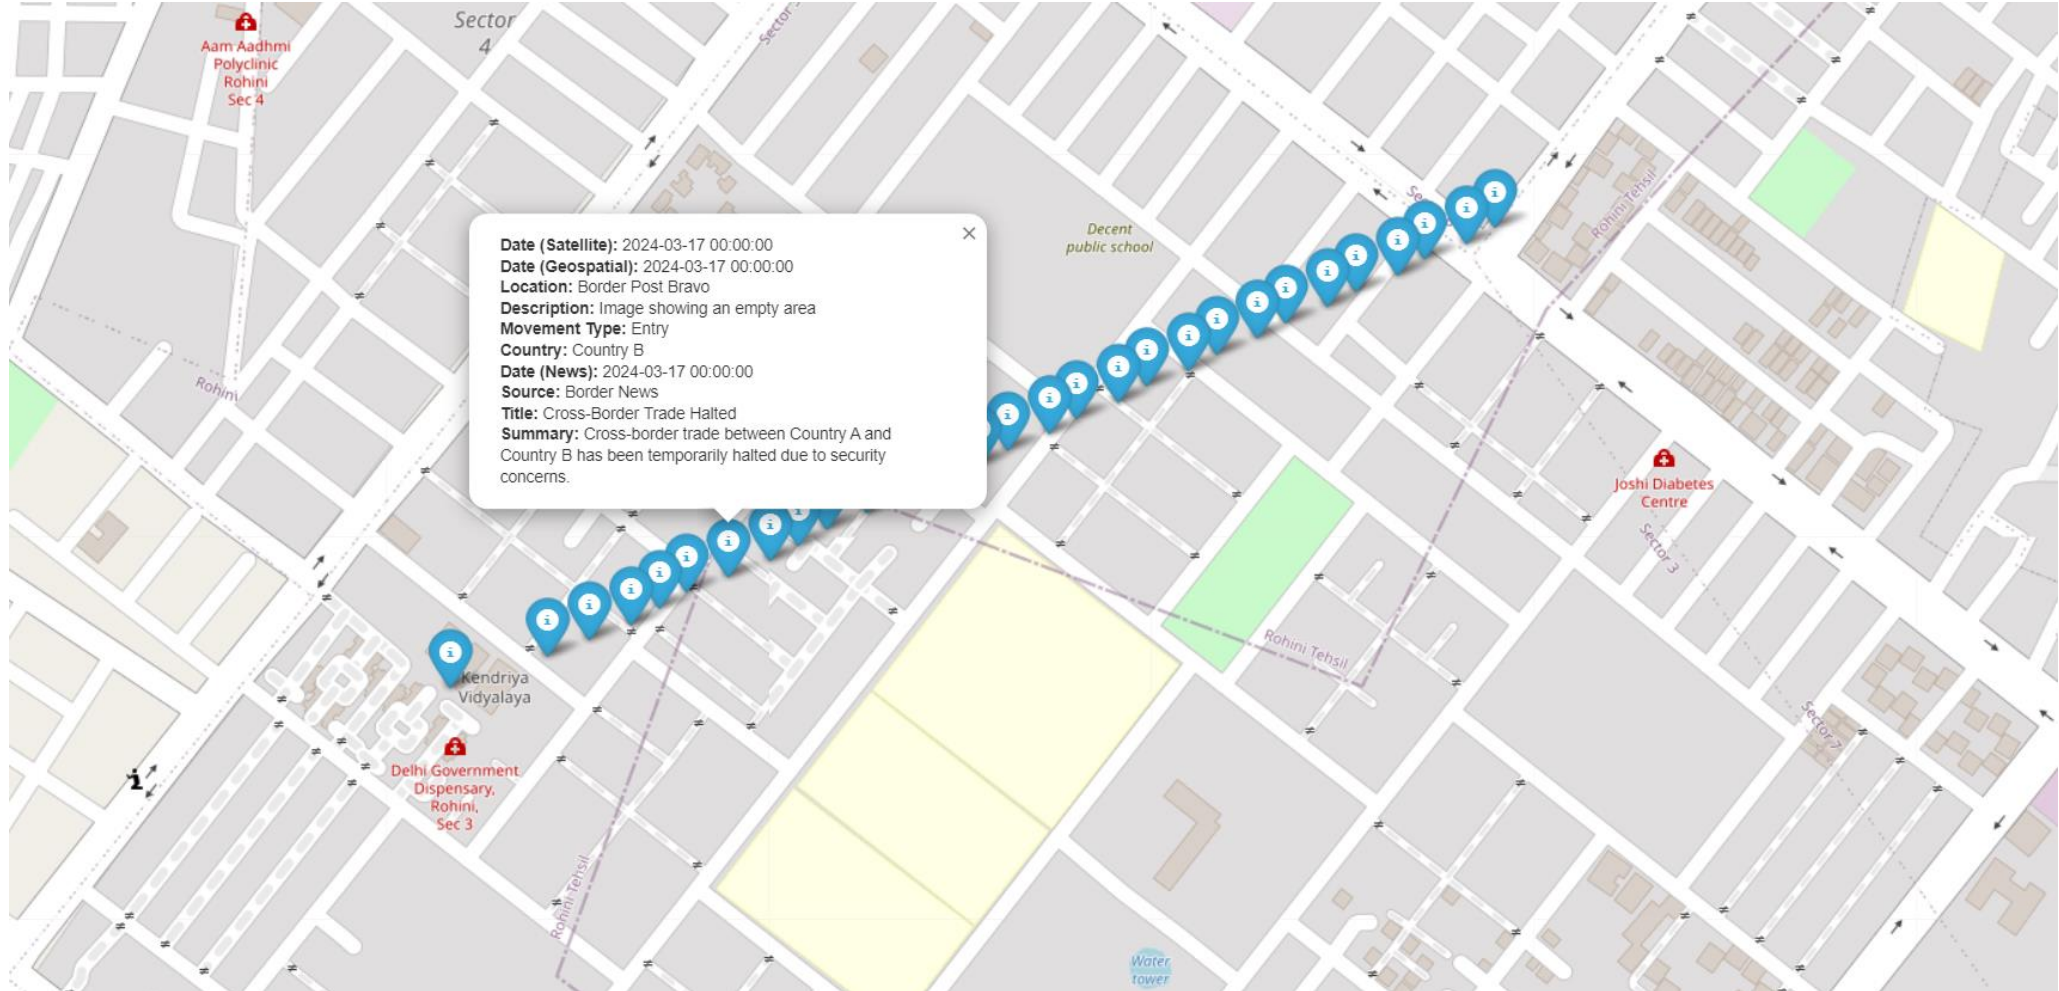 Sector
4
Aam Aadhmi
Polyclinic
Rohini
Sec 4
Decent
public school
Rohini Tehsil
Date (Satellite): 2024-03-17 00:00:00
Date (Geospatial): 2024-03-17 00:00:00
Location: Border Post Bravo
Description: Image showing an empty area
Movement Type: Entry
Country: Country B
Date (News): 2024-03-17 00:00:00
Source: Border News
Title: Cross-Border Trade Halted
Summary: Cross-border trade between Country A and
Country B has been temporarily halted due to security
concerns.
×
Rohini
Joshi Diabetes
Centre
Sector 3
Rohini Tehsil
Kendriya
Vidyalaya
Sector 7
Delhi Government
Dispensary,
Rohini,
Sec 3
Rohini Tehsil
Water
tower